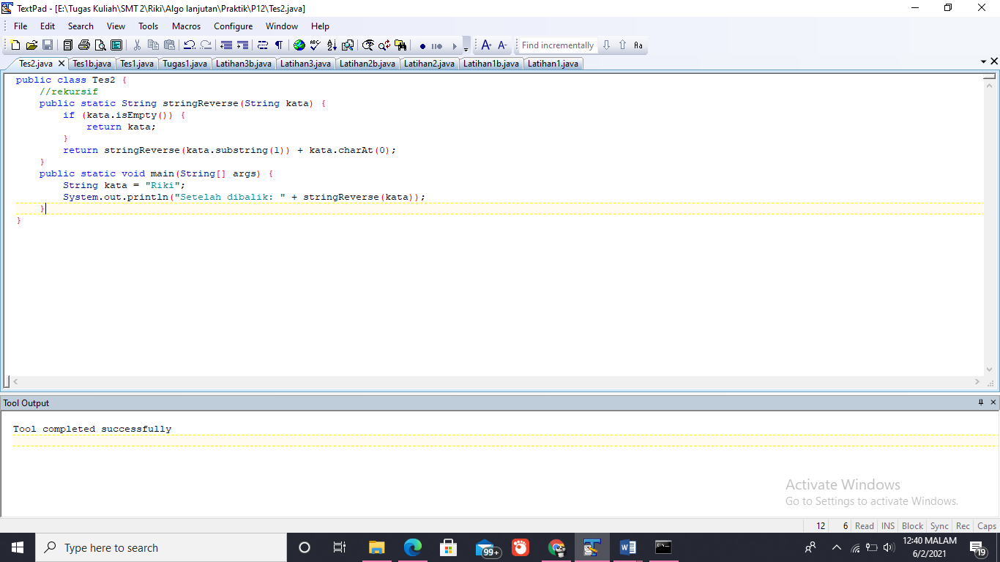 TextPad - [E:\Tugas Kuliah\SMT 2\Riki\Algo lanjutan\Praktik\P12\Tes2.java]
File Edit Search View Tools Macros Configure Window Help
Find incrementally Aa
Tes2.java Tes1b.java Tes1.java Tugas1.java Latihan3b.java Latihan3.java Latihan2b.java Latihan2.java Latihan1b.java Latihan1.java
public class Tes2 {
    //rekursif
    public static String stringReverse(String kata) {
        if (kata.isEmpty()) {
            return kata;
        }
        return stringReverse(kata.substring(1)) + kata.charAt(0);
    }
    public static void main(String[] args) {
        String kata = "Riki";
        System.out.println("Setelah dibalik: " + stringReverse(kata));
    }
}
Tool Output
Tool completed successfully
Activate Windows
Go to Settings to activate Windows.
12 6 Read INS Block Sync Rec Caps
Type here to search
99+
12:40 MALAM
6/2/2021
19